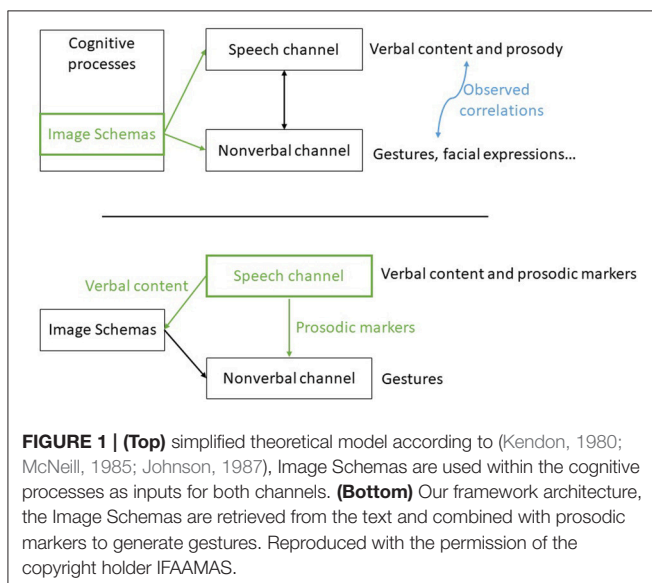 Cognitive
processes
Speech channel
Verbal content and prosody
Observed
correlations
Image Schemas
Nonverbal channel
Gestures, facial expressions...
Verbal content
Speech channel
Verbal content and prosodic markers
Image Schemas
Prosodic markers
Nonverbal channel
Gestures
FIGURE 1 | (Top) simplified theoretical model according to (Kendon, 1980;
McNeill, 1985; Johnson, 1987), Image Schemas are used within the cognitive
processes as inputs for both channels. (Bottom) Our framework architecture,
the Image Schemas are retrieved from the text and combined with prosodic
markers to generate gestures. Reproduced with the permission of the
copyright holder IFAAMAS.